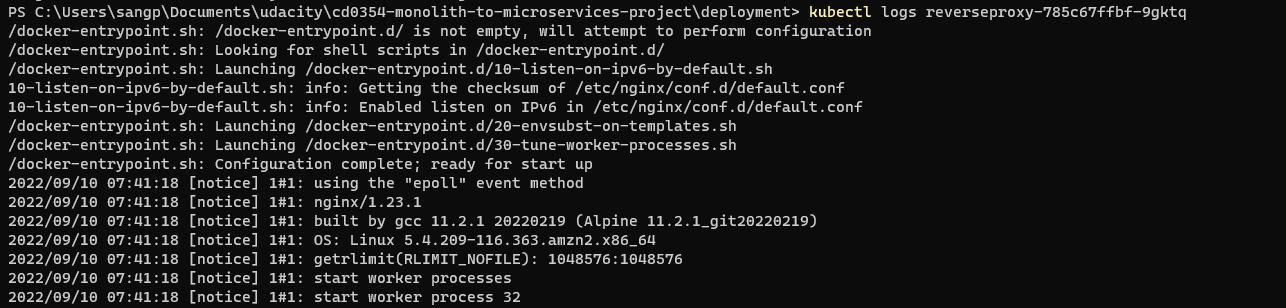 PS C:\Users\sangp\Documents\udacity\cd0354-monolith-to-microservices-project\deployment> kubectl logs reverseproxy-785c67ffbf-9gktq
/docker-entrypoint.sh: /docker-entrypoint.d/ is not empty, will attempt to perform configuration
/docker-entrypoint.sh: Looking for shell scripts in /docker-entrypoint.d/
/docker-entrypoint.sh: Launching /docker-entrypoint.d/10-listen-on-ipv6-by-default.sh
10-listen-on-ipv6-by-default.sh: info: Getting the checksum of /etc/nginx/conf.d/default.conf
10-listen-on-ipv6-by-default.sh: info: Enabled listen on IPv6 in /etc/nginx/conf.d/default.conf
/docker-entrypoint.sh: Launching /docker-entrypoint.d/20-envsubst-on-templates.sh
/docker-entrypoint.sh: Launching /docker-entrypoint.d/30-tune-worker-processes.sh
/docker-entrypoint.sh: Configuration complete; ready for start up
2022/09/10 07:41:18 [notice] 1#1: using the "epoll" event method
2022/09/10 07:41:18 [notice] 1#1: nginx/1.23.1
2022/09/10 07:41:18 [notice] 1#1: built by gcc 11.2.1 20220219 (Alpine 11.2.1_git20220219)
2022/09/10 07:41:18 [notice] 1#1: OS: Linux 5.4.209-116.363.amzn2.x86_64
2022/09/10 07:41:18 [notice] 1#1: getrlimit(RLIMIT_NOFILE): 1048576:1048576
2022/09/10 07:41:18 [notice] 1#1: start worker processes
2022/09/10 07:41:18 [notice] 1#1: start worker process 32